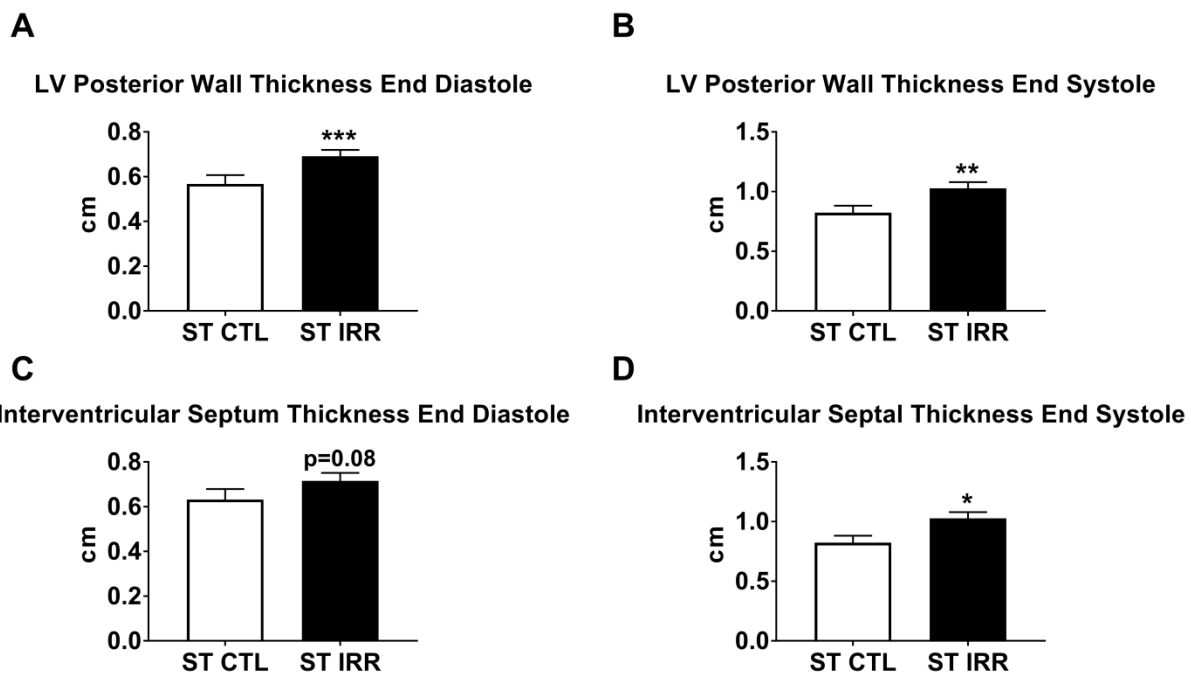 A
LV Posterior Wall Thickness End Diastole
0.8
0.6
0.4
0.2
0.0
cm
***
ST CTL ST IRR
B
LV Posterior Wall Thickness End Systole
1.5
1.0
0.5
0.0
cm
**
ST CTL ST IRR
C
Interventricular Septum Thickness End Diastole
0.8
0.6
0.4
0.2
0.0
cm
p=0.08
ST CTL ST IRR
D
Interventricular Septal Thickness End Systole
1.5
1.0
0.5
0.0
cm
*
ST CTL ST IRR